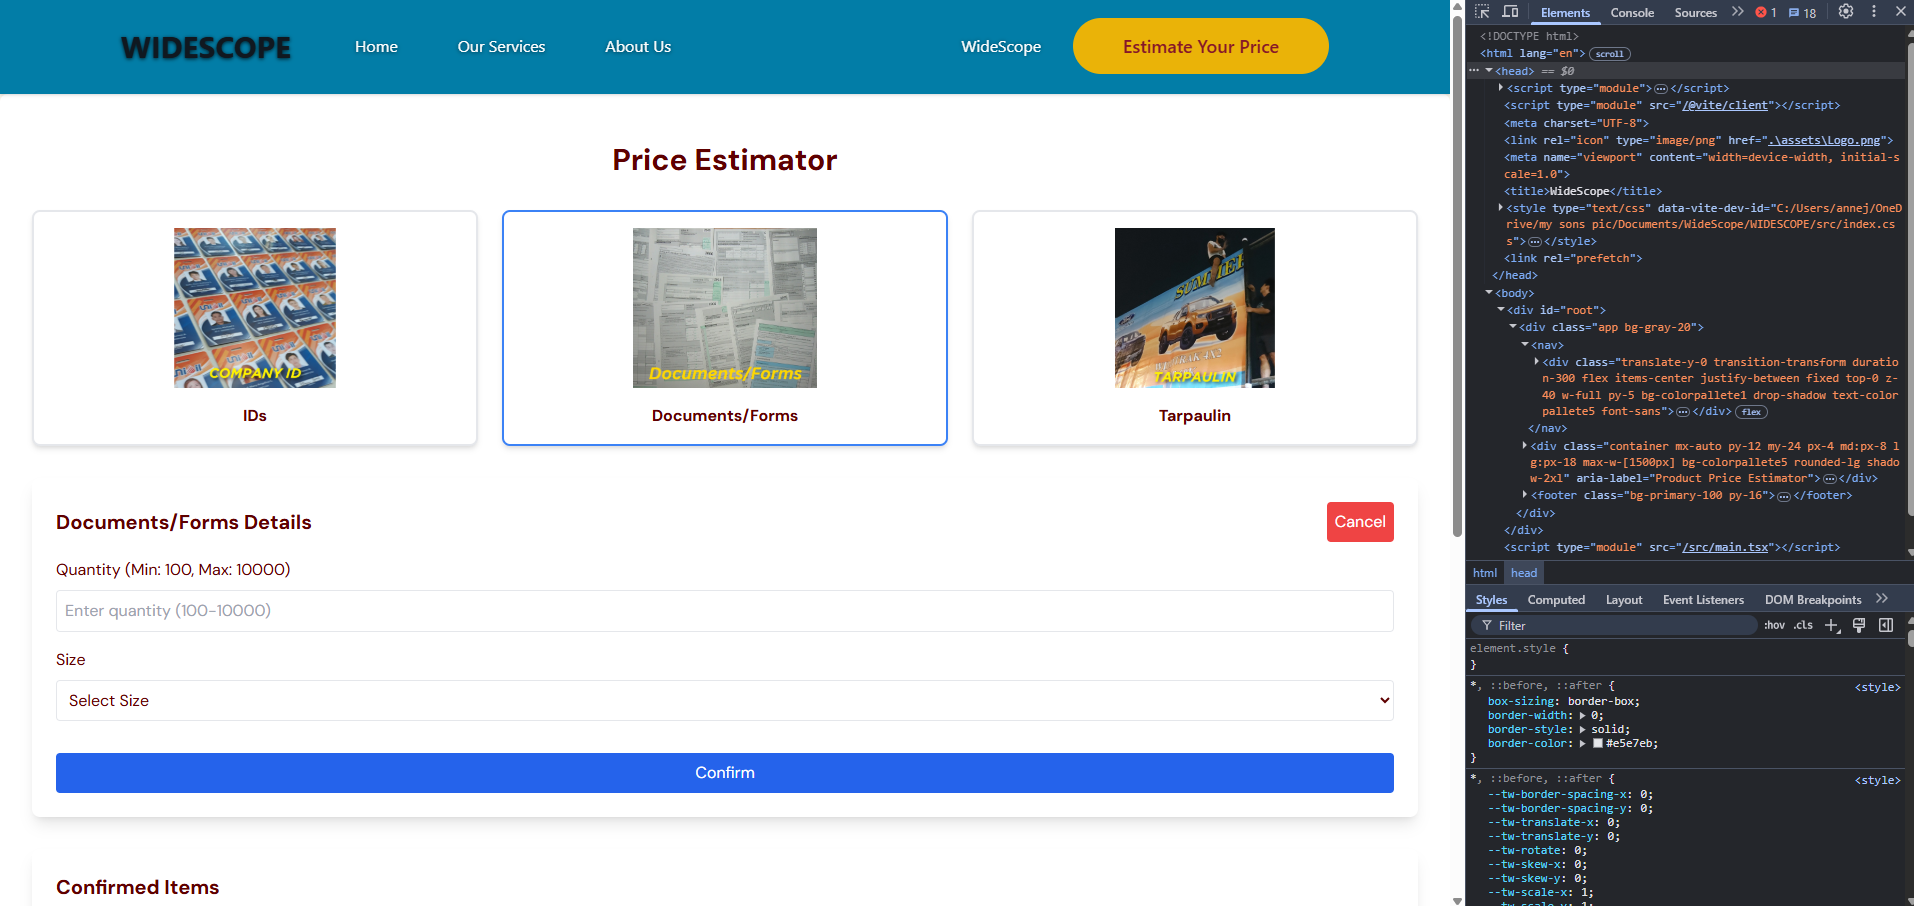 WIDESCOPE
Home
Our Services
About Us
WideScope
Estimate Your Price
Price Estimator
COMPANY ID
IDs
Documents/Forms
Documents/Forms
TARPAULIN
Tarpaulin
Documents/Forms Details
Cancel
Quantity (Min: 100, Max: 10000)
Enter quantity (100-10000)
Size
Select Size
Confirm
Confirmed Items
Elements
Console
Sources
1
18
<!DOCTYPE html>
<html lang="en"> scroll
<head> == $0
<script type="module"> </script>
<script type="module" src="/@vite/client"></script>
<meta charset="UTF-8">
<link rel="icon" type="image/png" href=".\assets\Logo.png">
<meta name="viewport" content="width=device-width, initial-s
cale=1.0">
<title>WideScope</title>
<style type="text/css" data-vite-dev-id="C:/Users/annej/OneD
rive/my sons pic/Documents/WideScope/WIDESCOPE/src/index.cs
s"> </style>
<link rel="prefetch">
</head>
<body>
<div id="root">
<div class="app bg-gray-20">
<nav>
<div class="translate-y-0 transition-transform duratio
n-300 flex items-center justify-between fixed top-0 z-
40 w-full py-5 bg-colorpallete1 drop-shadow text-color
pallete5 font-sans"> </div> flex
</nav>
<div class="container mx-auto py-12 my-24 px-4 md:px-8 l
g:px-18 max-w-[1500px] bg-colorpallete5 rounded-lg shado
w-2xl" aria-label="Product Price Estimator"> </div>
<footer class="bg-primary-100 py-16"> </footer>
</div>
</div>
<script type="module" src="/src/main.tsx"></script>
html
head
Styles
Computed
Layout
Event Listeners
DOM Breakpoints
Filter
:hov
.cls
element.style {
}
*, ::before, ::after {
<style>
box-sizing: border-box;
border-width: 0;
border-style: solid;
border-color: #e5e7eb;
}
*, ::before, ::after {
<style>
--tw-border-spacing-x: 0;
--tw-border-spacing-y: 0;
--tw-translate-x: 0;
--tw-translate-y: 0;
--tw-rotate: 0;
--tw-skew-x: 0;
--tw-skew-y: 0;
--tw-scale-x: 1;